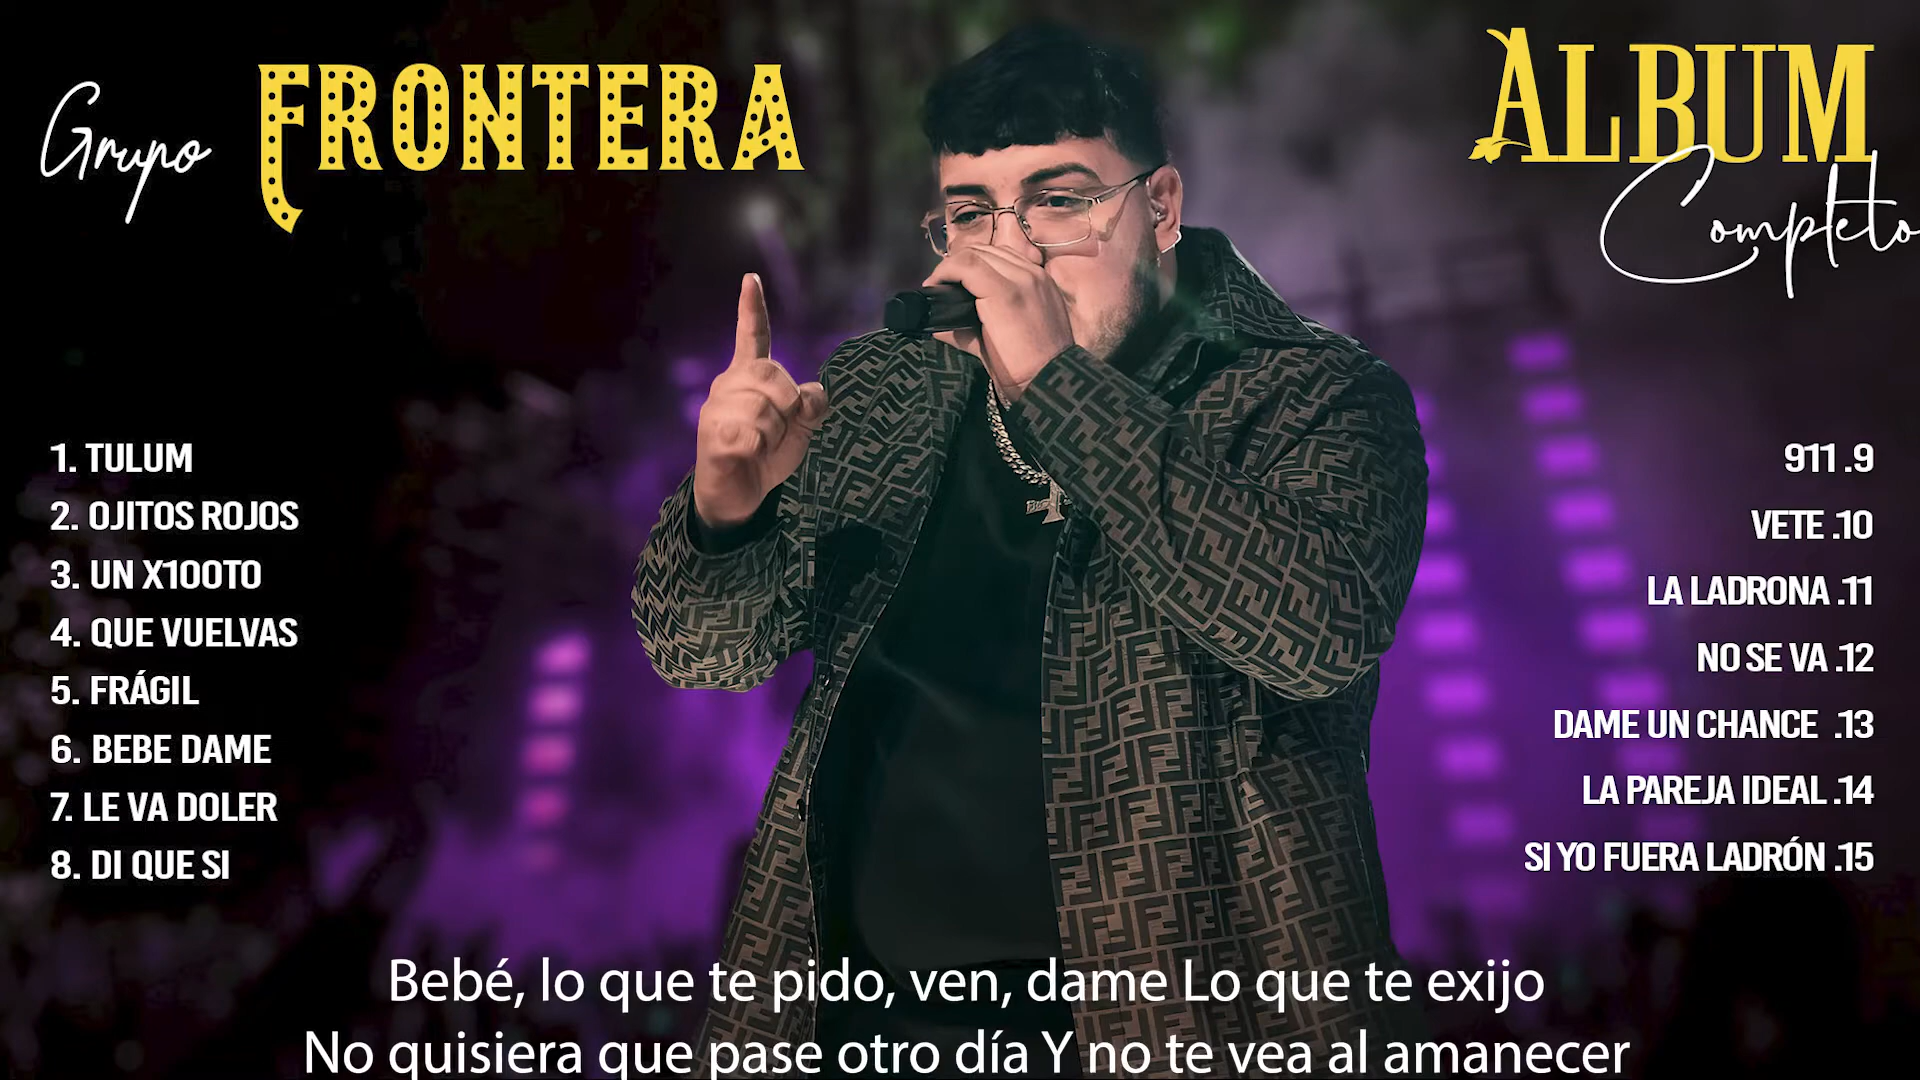 Grupo FRONTERA
ALBUM
Completo
1. TULUM
2. OJITOS ROJOS
3. UN X100TO
4. QUE VUELVAS
5. FRÁGIL
6. BEBE DAME
7. LE VA DOLER
8. DI QUE SI
911 .9
VETE .10
LA LADRONA .11
NO SE VA .12
DAME UN CHANCE .13
LA PAREJA IDEAL .14
SI YO FUERA LADRÓN .15
Bebé, lo que te pido, ven, dame Lo que te exijo
No quisiera que pase otro día Y no te vea al amanecer